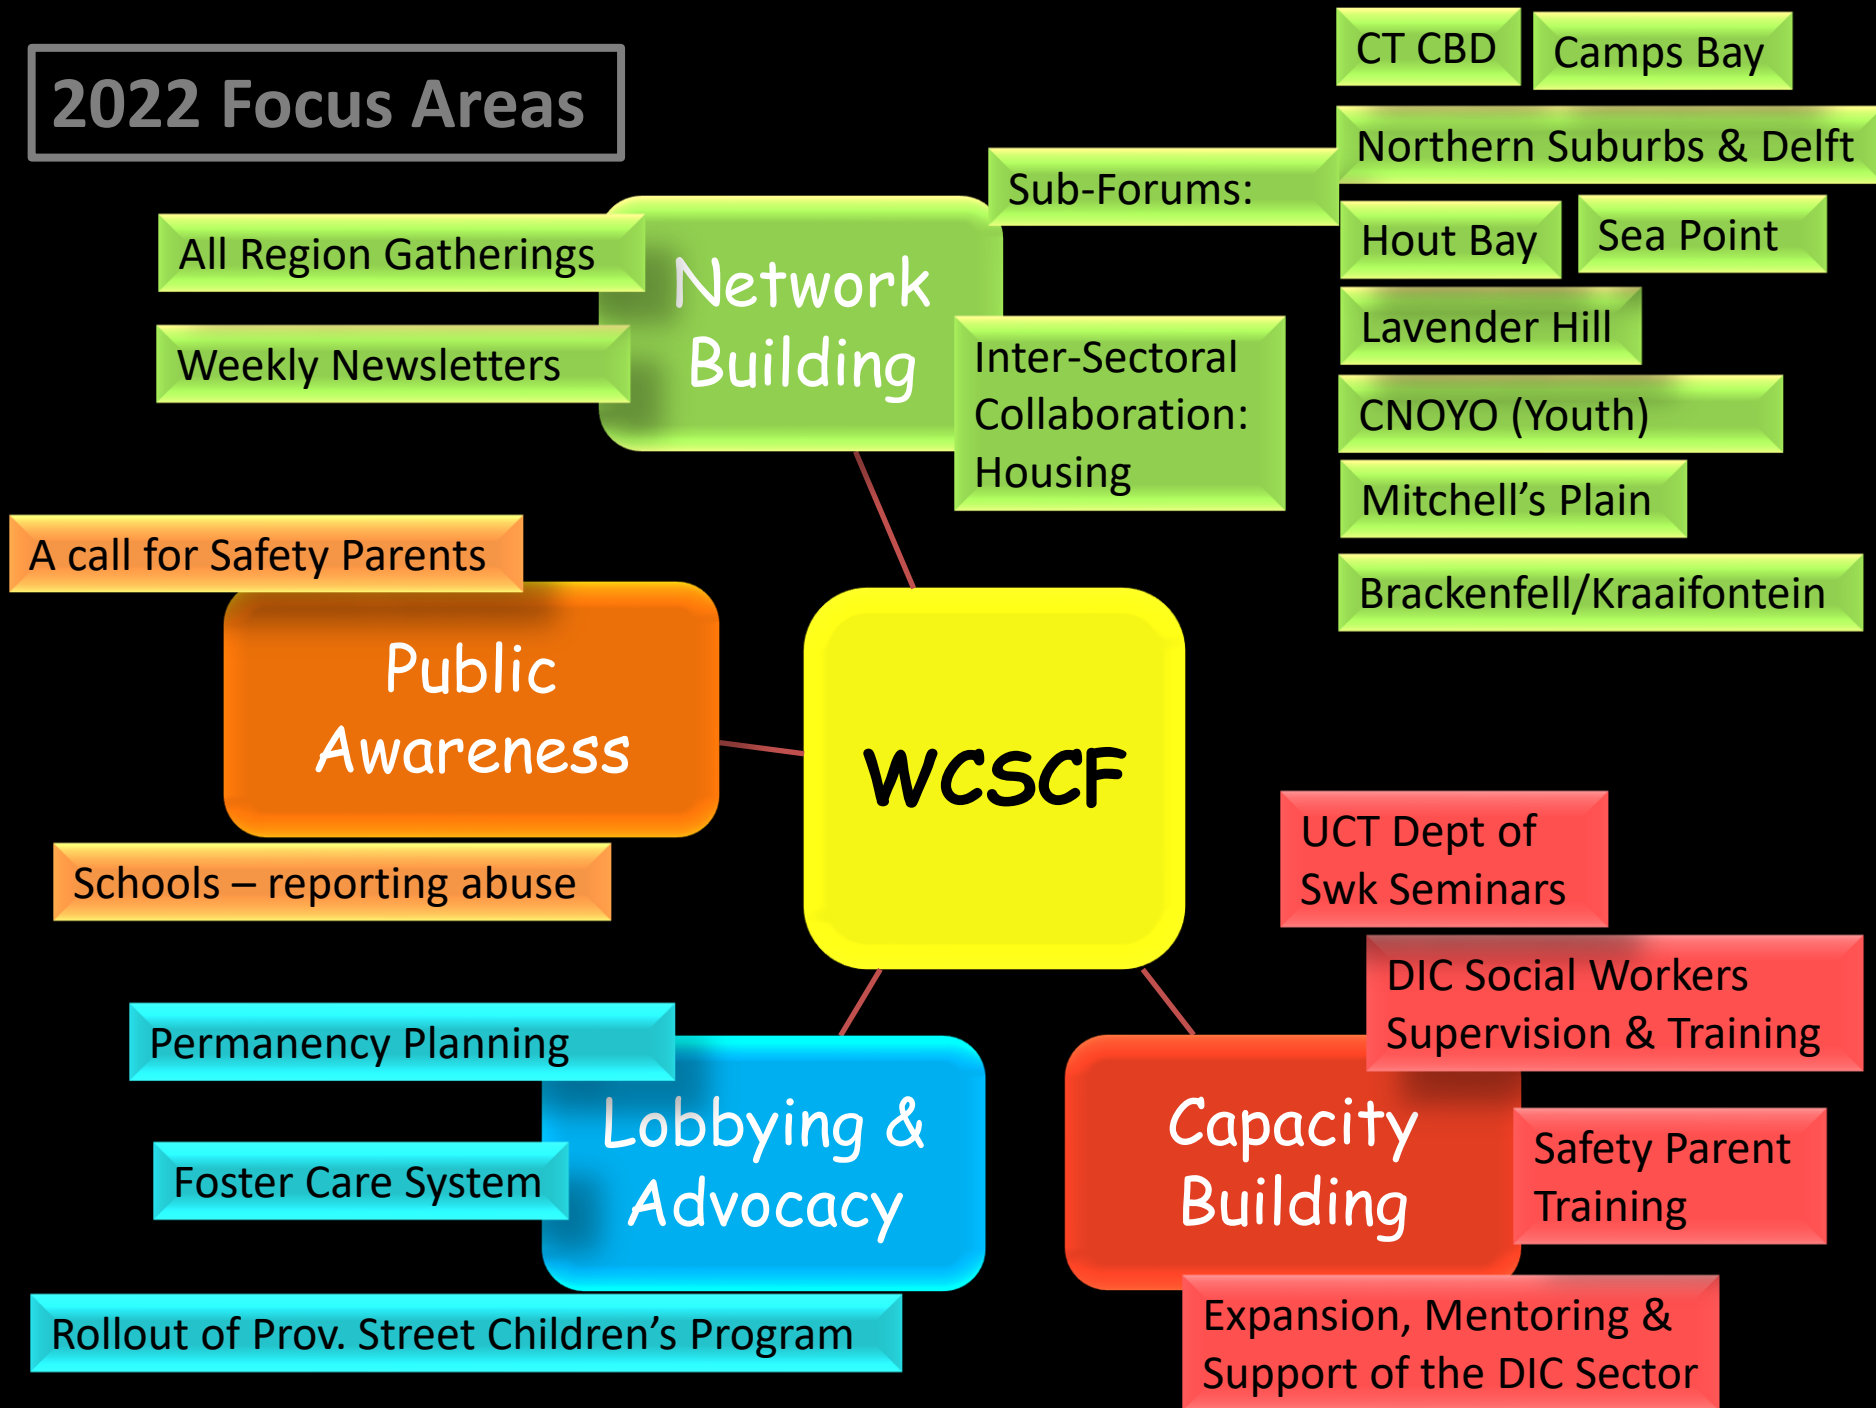 2022 Focus Areas
CT CBD
Camps Bay
Northern Suburbs & Delft
Sub-Forums:
Hout Bay
Sea Point
Lavender Hill
CNOYO (Youth)
Mitchell’s Plain
Brackenfell/Kraaifontein
All Region Gatherings
Weekly Newsletters
Network
Building
Inter-Sectoral
Collaboration:
Housing
A call for Safety Parents
Public
Awareness
Schools – reporting abuse
WCSCF
UCT Dept of
Swk Seminars
DIC Social Workers
Supervision & Training
Capacity
Building
Safety Parent
Training
Expansion, Mentoring &
Support of the DIC Sector
Permanency Planning
Lobbying &
Advocacy
Foster Care System
Rollout of Prov. Street Children’s Program